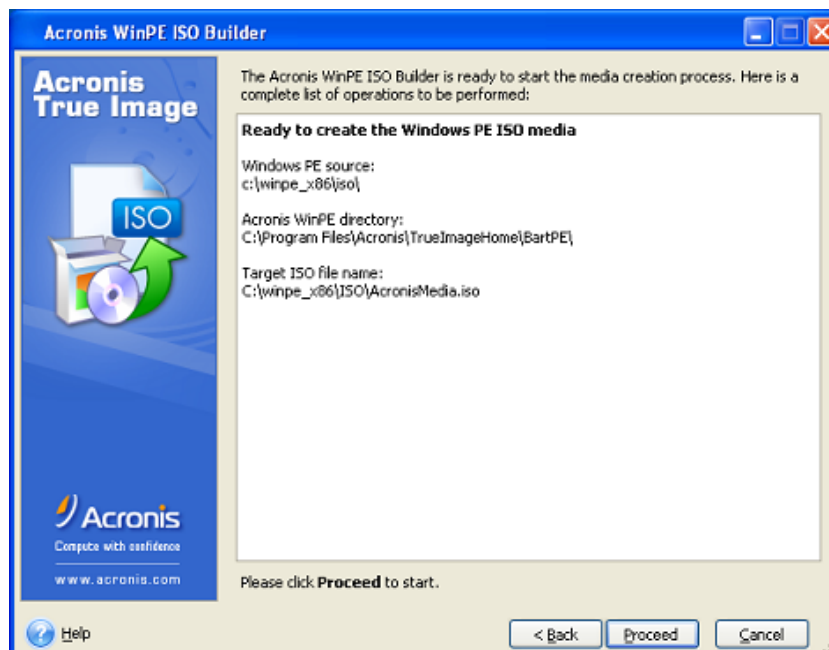 Acronis WinPE ISO Builder
Acronis
True Image
ISO
Acronis
Compute with confidence
www.acronis.com
The Acronis WinPE ISO Builder is ready to start the media creation process. Here is a
complete list of operations to be performed:
Ready to create the Windows PE ISO media
Windows PE source:
c:\winpe_x86\iso\
Acronis WinPE directory:
C:\Program Files\Acronis\TrueImageHome\BartPE\
Target ISO file name:
C:\winpe_x86\ISO\AcronisMedia.iso
Please click Proceed to start.
Help
< Back
Proceed
Cancel